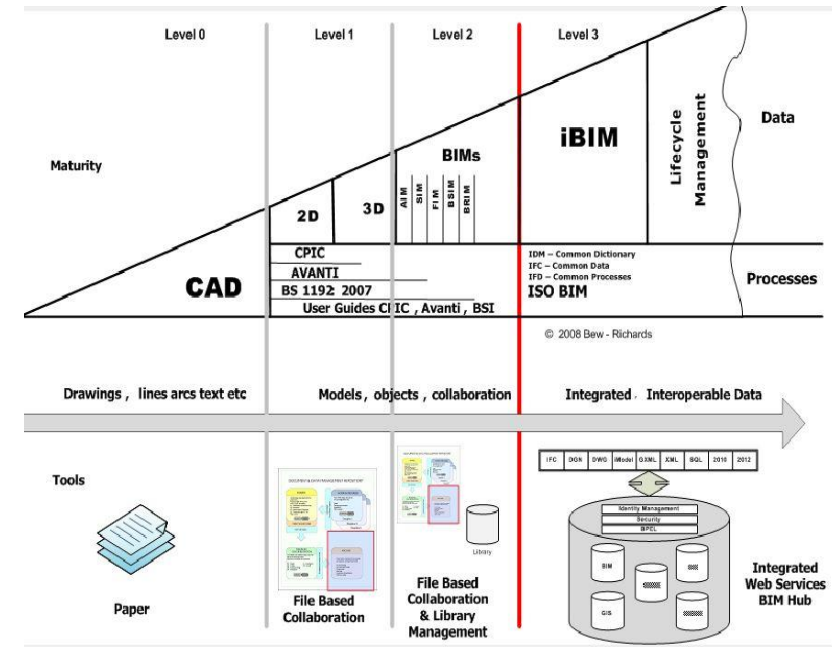 Level 0
Level 1
Level 2
Level 3
Maturity
Data
CAD
2D
3D
BIMs
AIM
SIM
FIM
BSIM
BRIM
iBIM
Lifecycle
Management
CPIC
AVANTI
BS 1192: 2007
User Guides CPIC , Avanti , BSI
IDM – Common Dictionary
IFC – Common Data
IFD – Common Processes
ISO BIM
Processes
© 2008 Bew - Richards
Drawings , lines arcs text etc
Models , objects , collaboration
Integrated , Interoperable Data
Tools
Paper
File Based
Collaboration
Library
File Based
Collaboration
& Library
Management
IFC DGN DWG iModel GXML XML SQL 2010 2012
Identity Management
Security
BPEL
BIM
GIS
Integrated
Web Services
BIM Hub